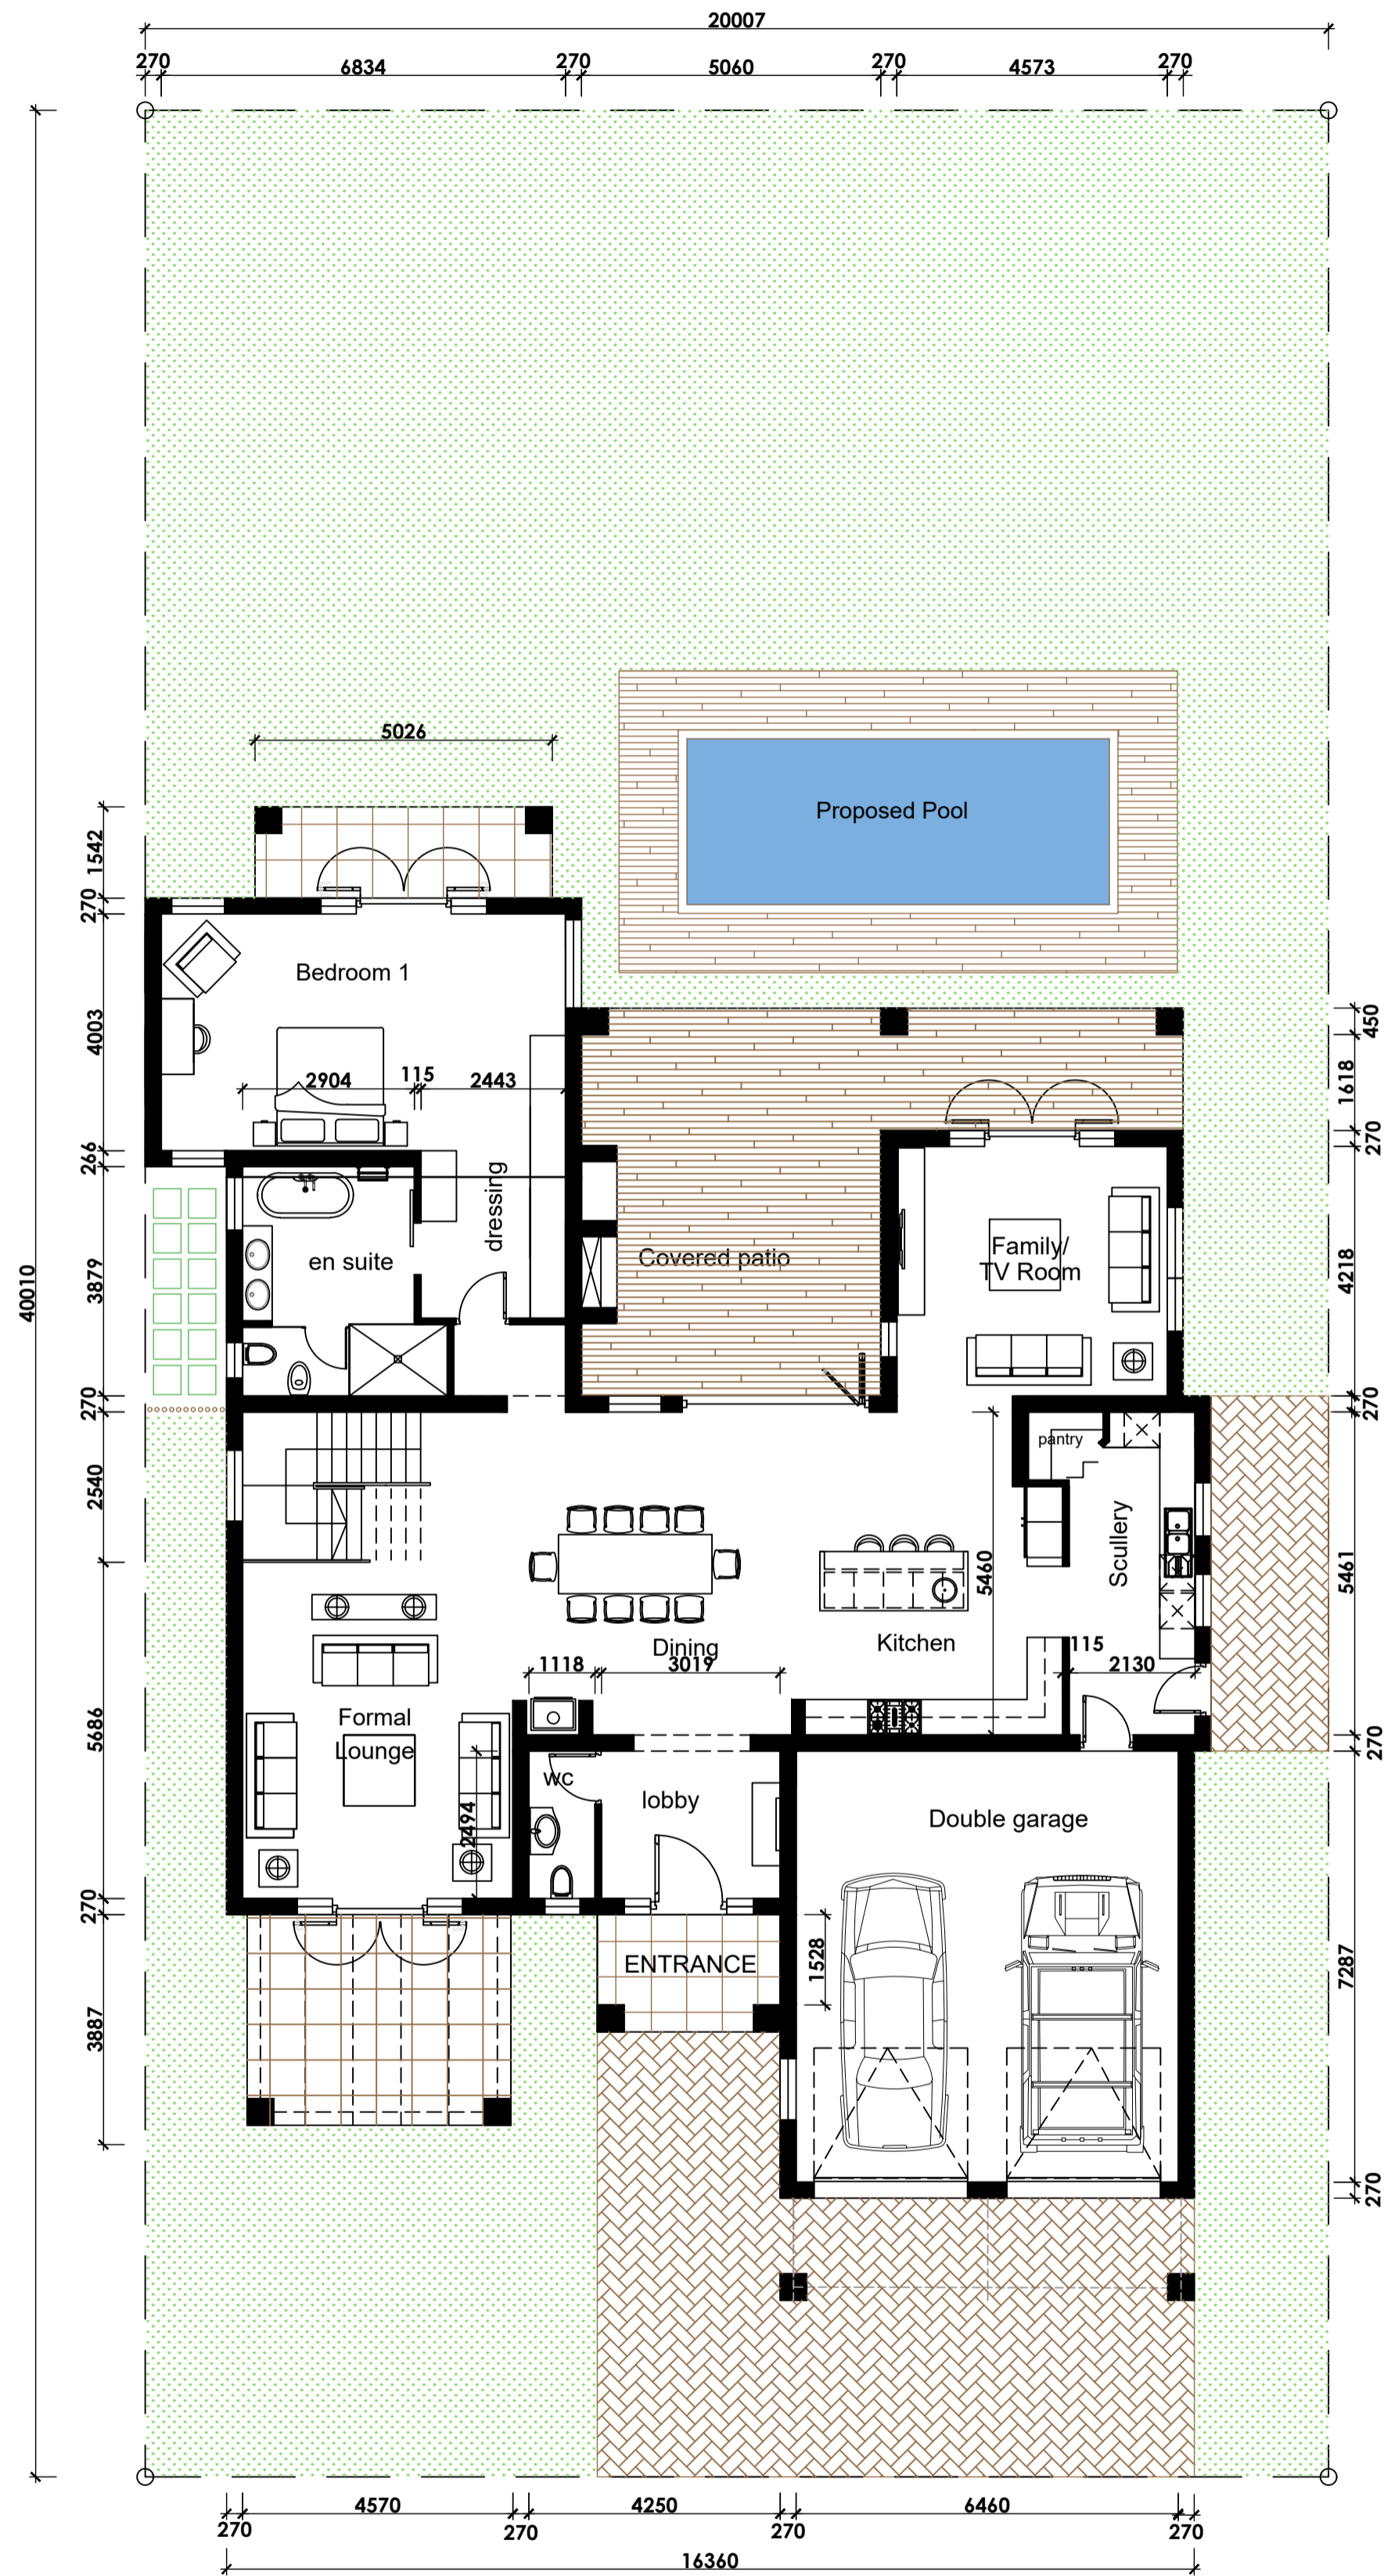 20007
270
6834
270
5060
270
4573
270
40010
5026
Proposed Pool
1542
270
Bedroom 1
4003
450
1618
270
2904
115
2443
266
dressing
en suite
Covered patio
Family/
TV Room
3879
4218
270
270
pantry
2540
Scullery
5460
5461
Dining
Kitchen
1118
3019
115
2130
5686
Formal
Lounge
270
wc
lobby
Double garage
2494
270
ENTRANCE
1528
3887
7287
270
4570
4250
6460
270
270
270
270
16360